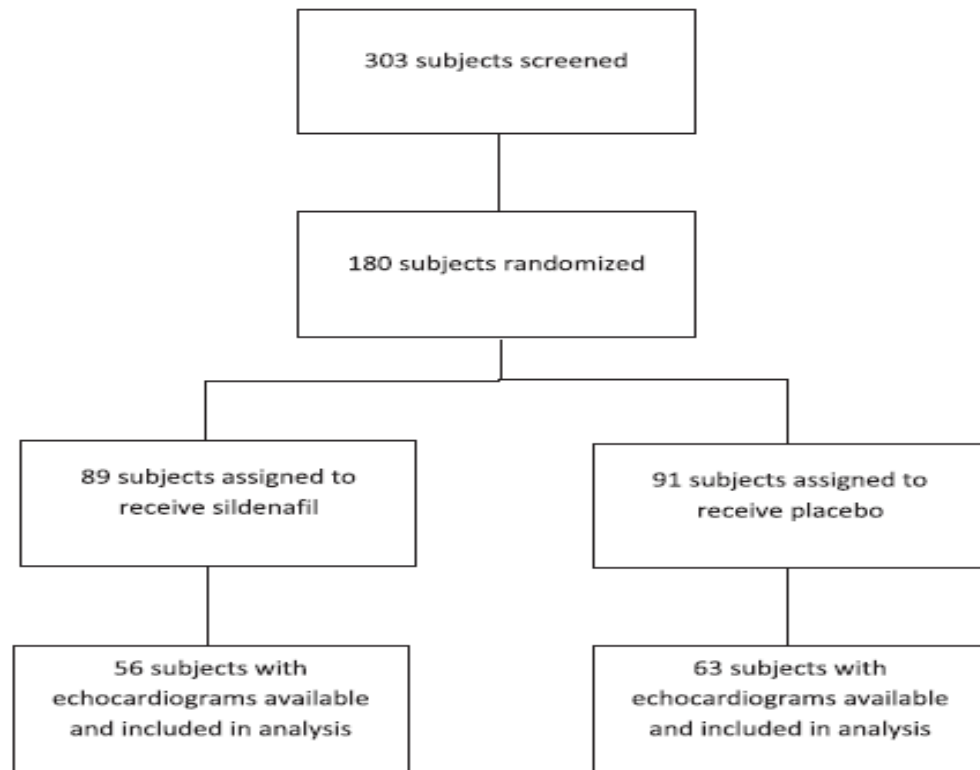 303 subjects screened
180 subjects randomized
89 subjects assigned to
receive sildenafil
91 subjects assigned to
receive placebo
56 subjects with
echocardiograms available
and included in analysis
63 subjects with
echocardiograms available
and included in analysis